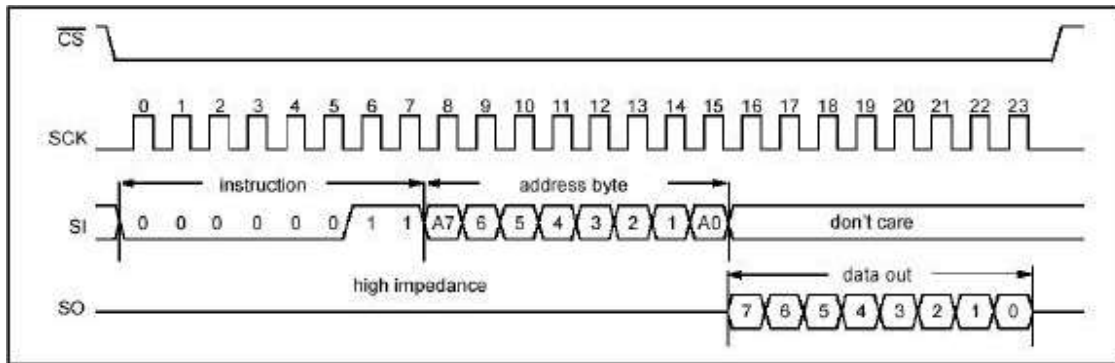 CS
0 1 2 3 4 5 6 7 8 9 10 11 12 13 14 15 16 17 18 19 20 21 22 23
SCK
instruction address byte
SI 0 0 0 0 0 0 1 1 A7 6 5 4 3 2 1 A0 don't care
high impedance data out
SO 7 6 5 4 3 2 1 0